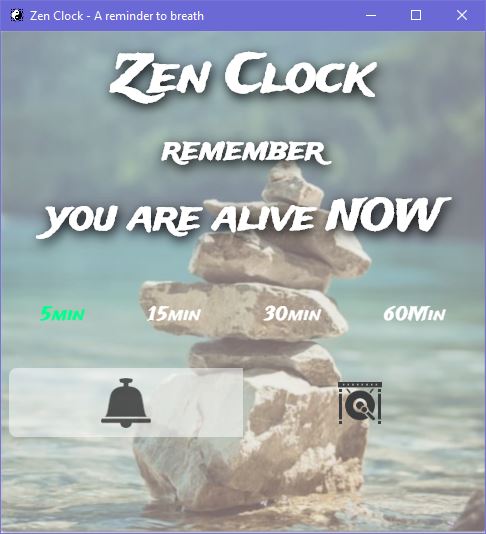 Zen Clock - A reminder to breath
Zen Clock
remember
you are alive NOW
5min 15min 30min 60Min